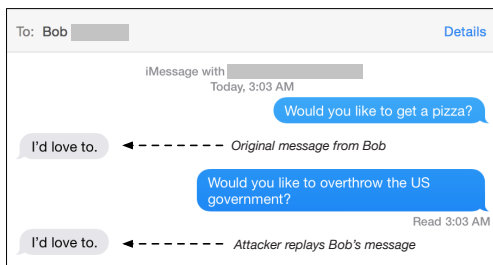 To: Bob
Details
iMessage with
Today, 3:03 AM
Would you like to get a pizza?
I'd love to.
Original message from Bob
Would you like to overthrow the US
government?
Read 3:03 AM
I'd love to.
Attacker replays Bob's message